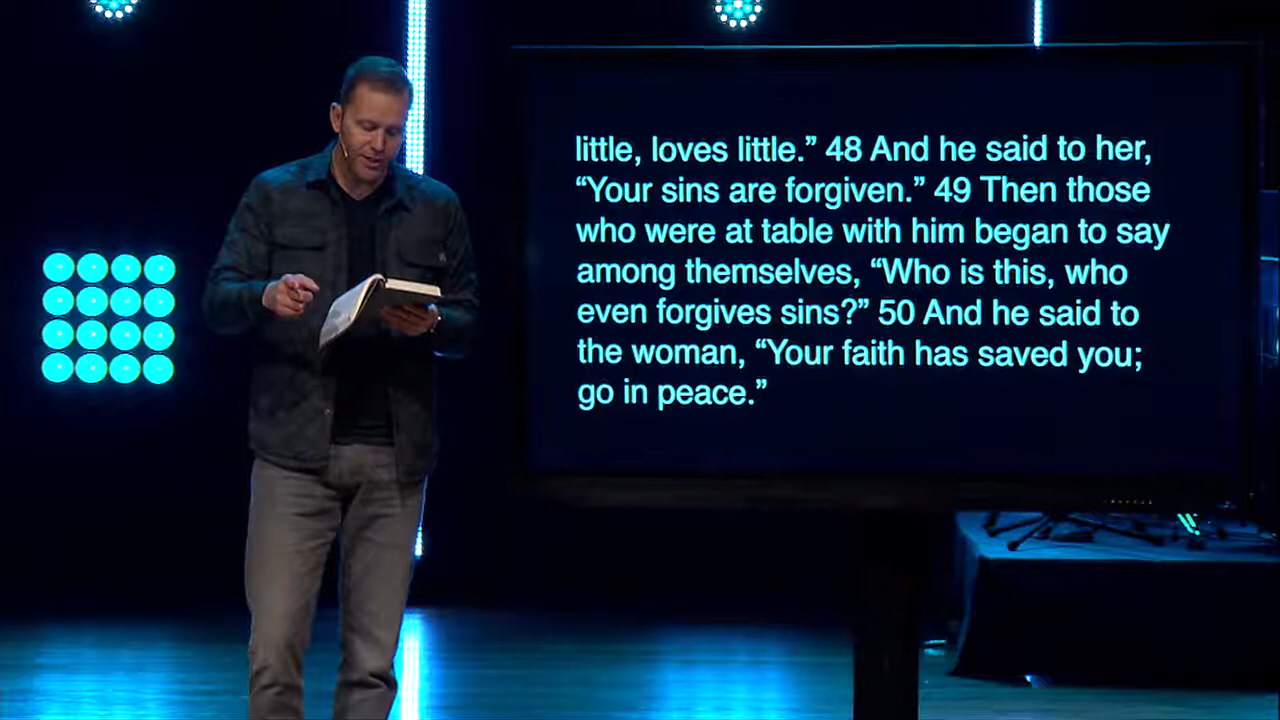 little, loves little.” 48 And he said to her,
“Your sins are forgiven.” 49 Then those
who were at table with him began to say
among themselves, “Who is this, who
even forgives sins?” 50 And he said to
the woman, “Your faith has saved you;
go in peace.”